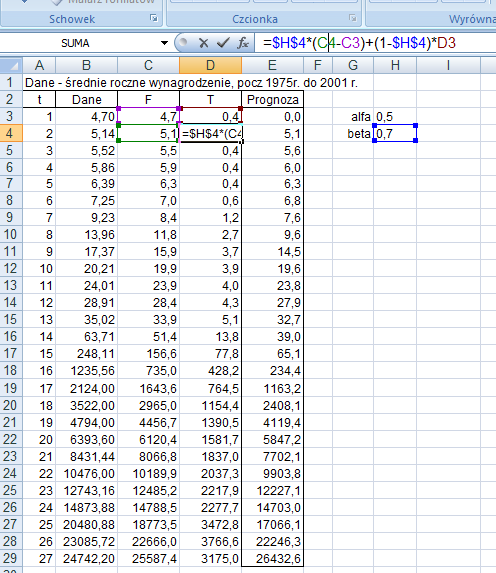 Malarz formatów
Schowek Czcionka Wyrówna
SUMA =$H$4*(C4-C3)+(1-$H$4)*D3
A B C D E F G H I
1 Dane - średnie roczne wynagrodzenie, pocz 1975r. do 2001 r.
2 t Dane F T Prognoza
3 1 4,70 4,7 0,4 0,0 alfa 0,5
4 2 5,14 5,1 =$H$4*(C4 5,1 beta 0,7
5 3 5,52 5,5 0,4 5,6
6 4 5,86 5,9 0,4 6,0
7 5 6,39 6,3 0,4 6,3
8 6 7,25 7,0 0,6 6,8
9 7 9,23 8,4 1,2 7,6
10 8 13,96 11,8 2,7 9,6
11 9 17,37 15,9 3,7 14,5
12 10 20,21 19,9 3,9 19,6
13 11 24,01 23,9 4,0 23,8
14 12 28,91 28,4 4,3 27,9
15 13 35,02 33,9 5,1 32,7
16 14 63,71 51,4 13,8 39,0
17 15 248,11 156,6 77,8 65,1
18 16 1235,56 735,0 428,2 234,4
19 17 2124,00 1643,6 764,5 1163,2
20 18 3522,00 2965,0 1154,4 2408,1
21 19 4794,00 4456,7 1390,5 4119,4
22 20 6393,60 6120,4 1581,7 5847,2
23 21 8431,44 8066,8 1837,0 7702,1
24 22 10476,00 10189,9 2037,3 9903,8
25 23 12743,16 12485,2 2217,9 12227,1
26 24 14873,88 14788,5 2277,7 14703,0
27 25 20480,88 18773,5 3472,8 17066,1
28 26 23085,72 22666,0 3766,6 22246,3
29 27 24742,20 25587,4 3175,0 26432,6